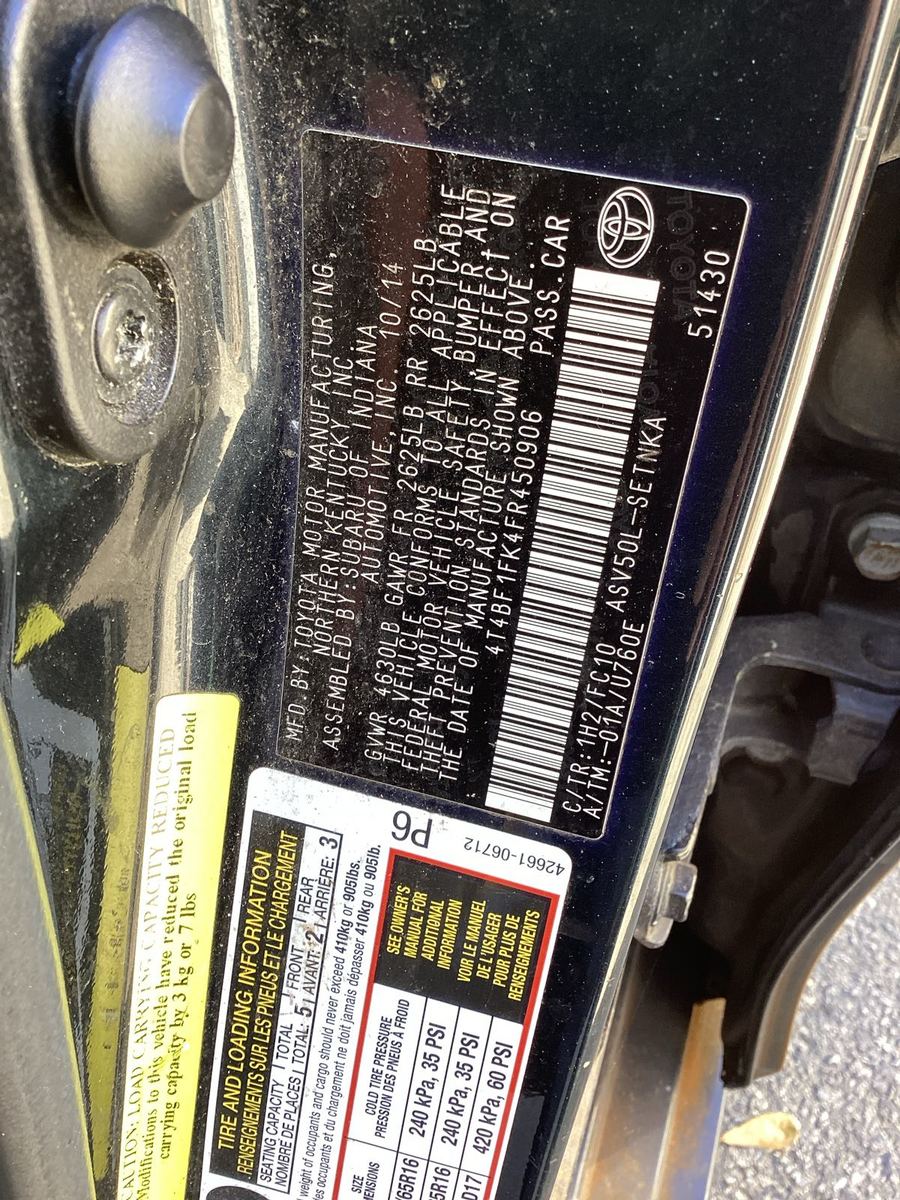 MFD BY:TOYOTA MOTOR MANUFACTURING,
NORTHERN KENTUCKY, INC
ASSEMBLED BY:SUBARU OF INDIANA
AUTOMOTIVE,INC 10/14
GVWR 4630LB GAWR FR 2625LB RR 2625LB
THIS VEHICLE CONFORMS TO ALL APPLICABLE
FEDERAL MOTOR VEHICLE SAFETY, BUMPER AND
THEFT PREVENTION STANDARDS IN EFFECT ON
THE DATE OF MANUFACTURE SHOWN ABOVE.
4T4BF1FK4FR450906 PASS.CAR
C/TR:1H2/FC10
A/TM:-01A/U760E ASV50L-SETNKA
51430
TOYOTA
CAUTION: LOAD CARRYING CAPACITY REDUCED
Modifications to this vehicle have reduced the original load
carrying capacity by 3 kg or 7 lbs
TIRE AND LOADING INFORMATION
RENSEIGNEMENTS SUR LES PNEUS ET LE CHARGEMENT
SEATING CAPACITY | TOTAL 5 | FRONT 2 | REAR 3
NOMBRE DE PLACES | TOTAL: AVANT: ARRIÈRE:
weight of occupants and cargo should never exceed 410kg or 905lbs.
des occupants et du chargement ne doit jamais dépasser 410kg ou 905lb.
P6
42661-06712
SIZE
COLD TIRE PRESSURE
PRESSION DES PNEUS À FROID
65R16 240 kPa, 35 PSI
5R16 240 kPa, 35 PSI
D17 420 kPa, 60 PSI
SEE OWNER'S
MANUAL FOR
ADDITIONAL
INFORMATION
VOIR LE MANUEL
DE L'USAGER
POUR PLUS DE
RENSEIGNEMENTS